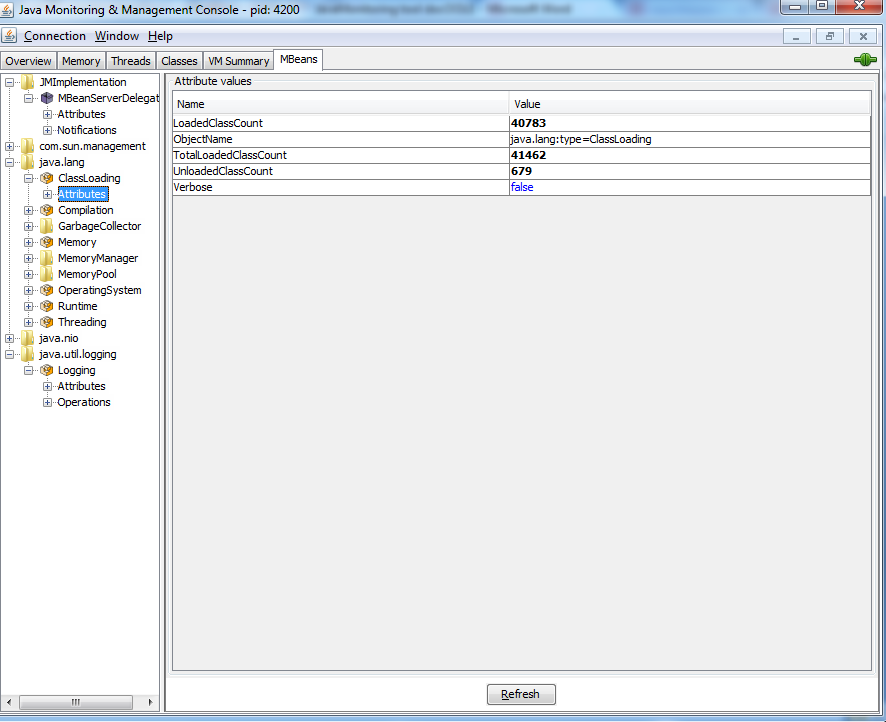 Java Monitoring & Management Console - pid: 4200
Connection Window Help
Overview Memory Threads Classes VM Summary MBeans
JMImplementation
MBeanServerDelegat
Attributes
Notifications
com.sun.management
java.lang
ClassLoading
Attributes
Compilation
GarbageCollector
Memory
MemoryManager
MemoryPool
OperatingSystem
Runtime
Threading
java.nio
java.util.logging
Logging
Attributes
Operations
Attribute values
Name Value
LoadedClassCount 40783
ObjectName java.lang:type=ClassLoading
TotalLoadedClassCount 41462
UnloadedClassCount 679
Verbose false
Refresh